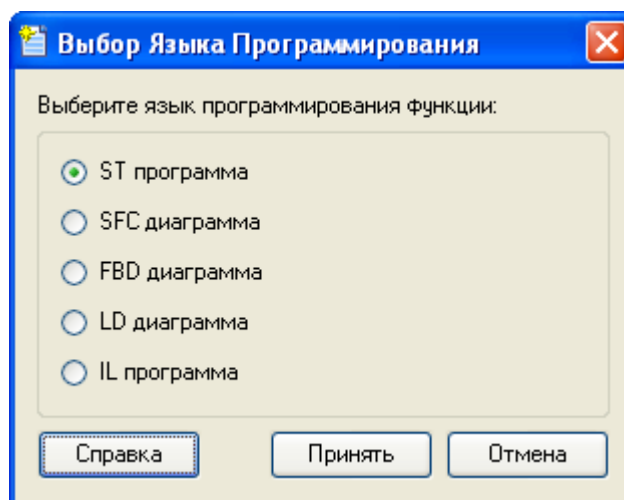 Выбор Языка Программирования
Выберите язык программирования функции:
ST программа
SFC диаграмма
FBD диаграмма
LD диаграмма
IL программа
Справка Принять Отмена